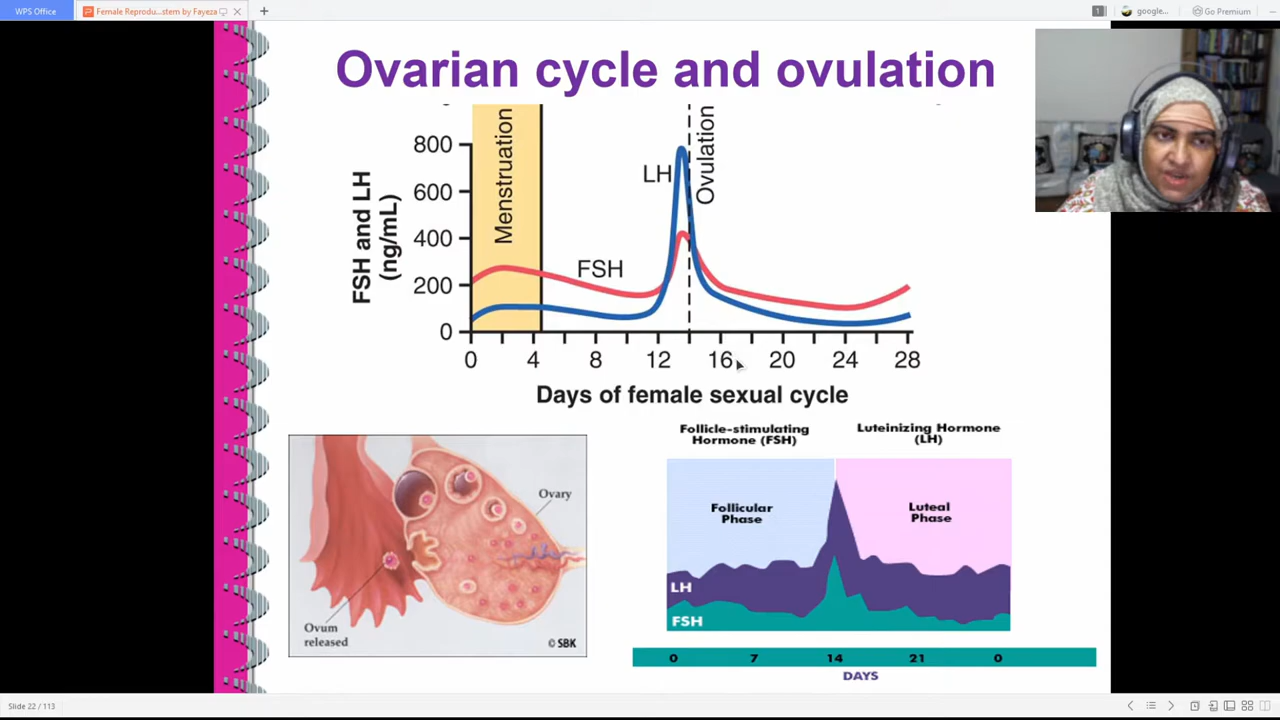 WPS Office
Female Reprodu...stem by Fayeza
1
google...
Go Premium
Ovarian cycle and ovulation
FSH and LH
(ng/mL)
800
600
400
200
0
Menstruation
LH
Ovulation
FSH
0 4 8 12 16 20 24 28
Days of female sexual cycle
Ovary
Ovum
released
© SBK
Follicle-stimulating
Hormone (FSH)
Luteinizing Hormone
(LH)
Follicular
Phase
Luteal
Phase
LH
FSH
0 7 14 21 0
DAYS
Slide 22 / 113